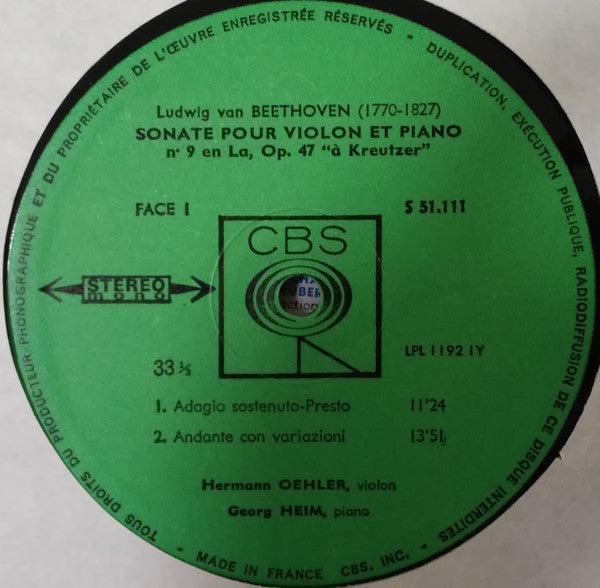 TOUS DROITS DU PRODUCTEUR PHONOGRAPHIQUE ET DU PROPRIÉTAIRE DE L'ŒUVRE ENREGISTRÉE RÉSERVÉS - DUPLICATION, EXÉCUTION PUBLIQUE, RADIODIFFUSION DE CE DISQUE INTERDITES
Ludwig van BEETHOVEN (1770-1827)
SONATE POUR VIOLON ET PIANO
n° 9 en La, Op. 47 "à Kreutzer"
FACE 1
S 51.111
CBS
STEREO
mono
LPL 1192 1Y
33 ⅓
1. Adagio sostenuto-Presto 11'24
2. Andante con variazioni 13'51
Hermann OEHLER, violon
Georg HEIM, piano
- MADE IN FRANCE CBS. INC. -